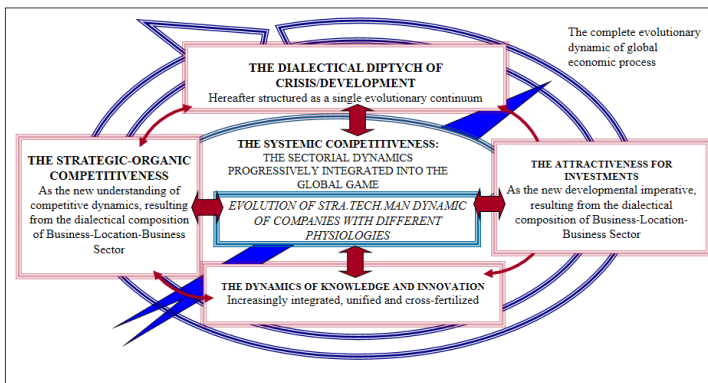 The complete evolutionary
dynamic of global
economic process
THE DIALECTICAL DIPTYCH OF
CRISIS/DEVELOPMENT
Hereafter structured as a single evolutionary continuum
THE STRATEGIC-ORGANIC
COMPETITIVENESS
As the new understanding of
competitive dynamics, resulting
from the dialectical composition
of Business-Location-Business
Sector
THE SYSTEMIC COMPETITIVENESS:
THE SECTORIAL DYNAMICS
PROGRESSIVELY INTEGRATED INTO THE
GLOBAL GAME
EVOLUTION OF STRA.TECH.MAN DYNAMIC
OF COMPANIES WITH DIFFERENT
PHYSIOLOGIES
THE ATTRACTIVENESS FOR
INVESTMENTS
As the new developmental imperative,
resulting from the dialectical
composition of Business-Location-
Business Sector
THE DYNAMICS OF KNOWLEDGE AND INNOVATION
Increasingly integrated, unified and cross-fertilized